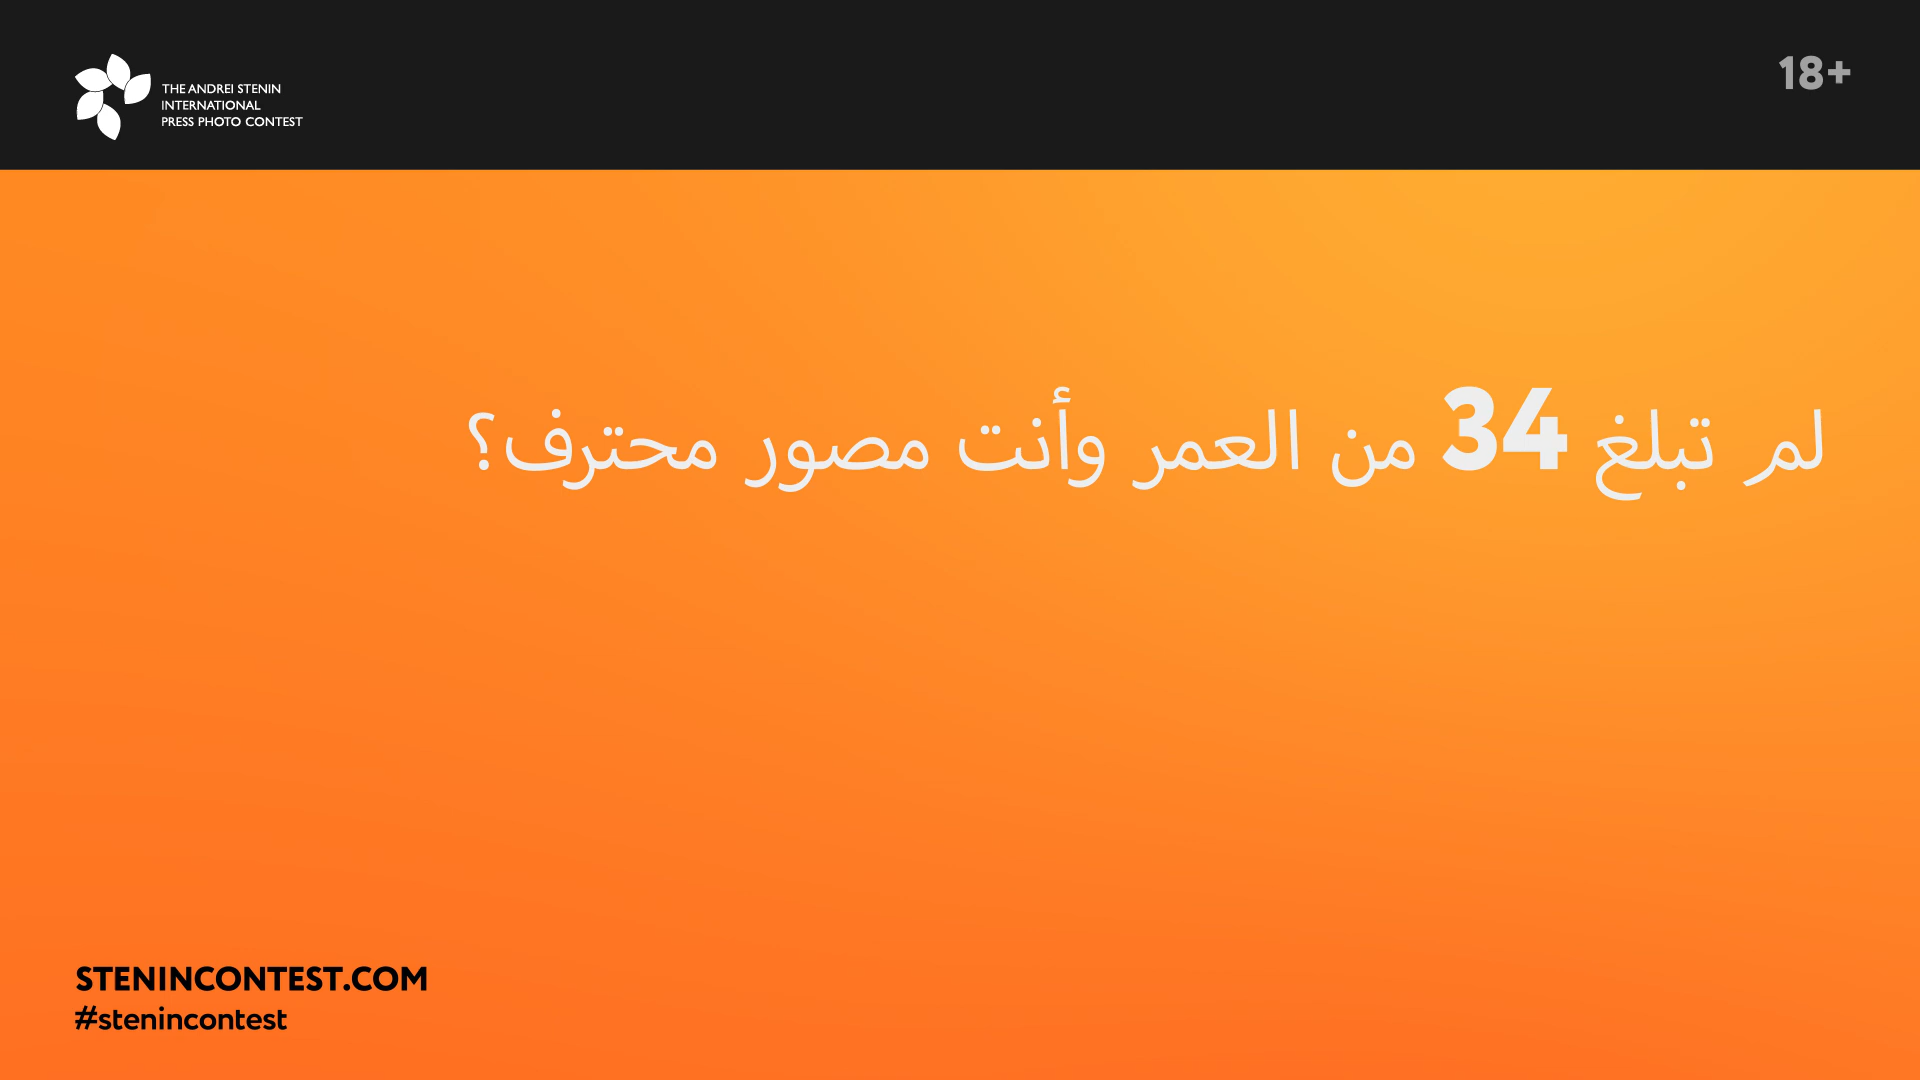 THE ANDREI STENIN
INTERNATIONAL
PRESS PHOTO CONTEST
18+
لم تبلغ 34 من العمر وأنت مصور محترف؟
STENINCONTEST.COM
#stenincontest